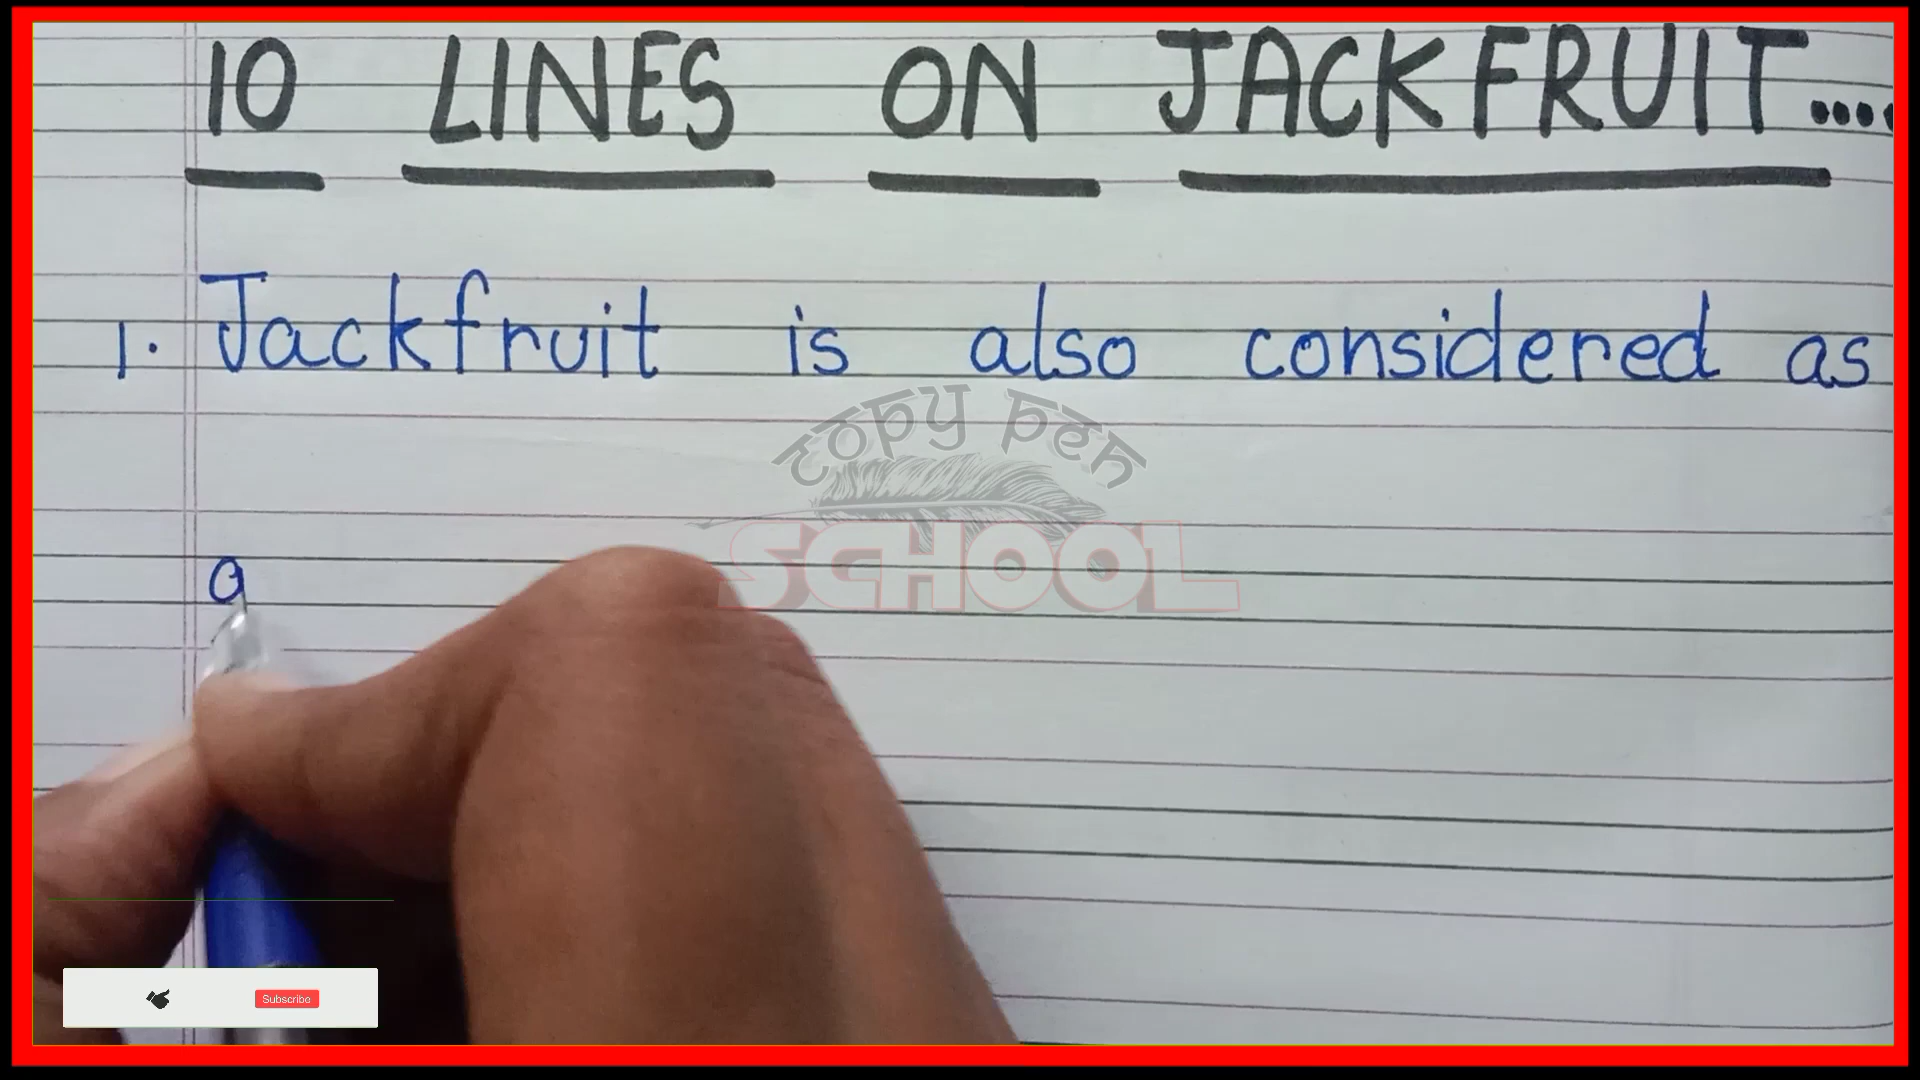 10 LINES ON JACKFRUIT....
1. Jackfruit is also considered as
a
copy pen
SCHOOL
Subscribe